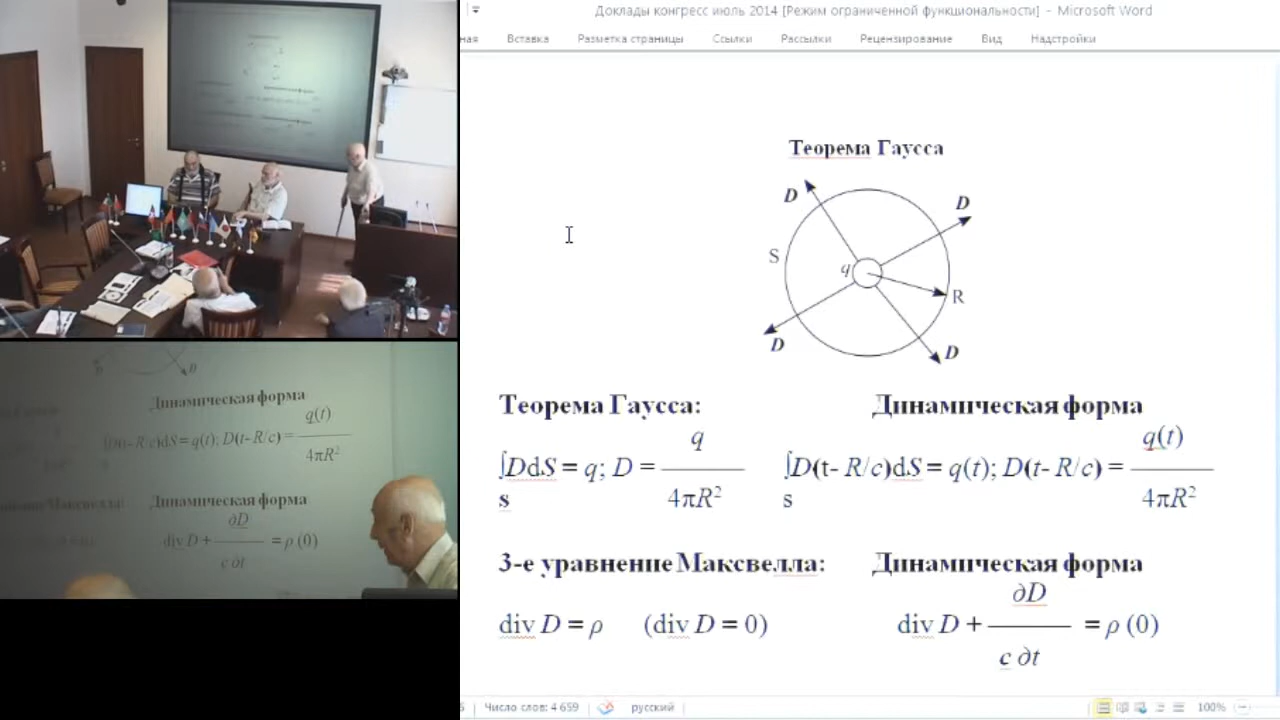 Доклады конгресс июль 2014 [Режим ограниченной функциональности] - Microsoft Word
ная Вставка Разметка страницы Ссылки Рассылки Рецензирование Вид Надстройки
Теорема Гаусса
D
D
S
q
R
D
D
Теорема Гаусса: Динамическая форма
∫DdS = q; D = q / 4πR² ∫D(t- R/c)dS = q(t); D(t- R/c) = q(t) / 4πR²
s s
3-е уравнение Максвелла: Динамическая форма
div D = ρ (div D = 0) div D + ∂D / c ∂t = ρ (0)
Число слов: 4 659 русский 100%
D
Динамическая форма
∫D(t- R/c)dS = q(t); D(t- R/c) = q(t) / 4πR²
Динамическая форма
div D + ∂D / c ∂t = ρ (0)